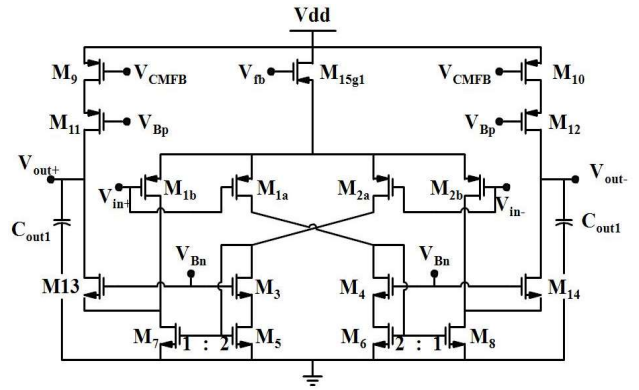 Vdd
M9 VCMFB Vfb M15g1 VCMFB M10
M11 VBp VBp M12
Vout+ Vin+ M1b M1a M2a M2b Vin- Vout-
Cout1 Cout1
VBn VBn
M13 M3 M4 M14
M7 1 : 2 M5 M6 2 : 1 M8